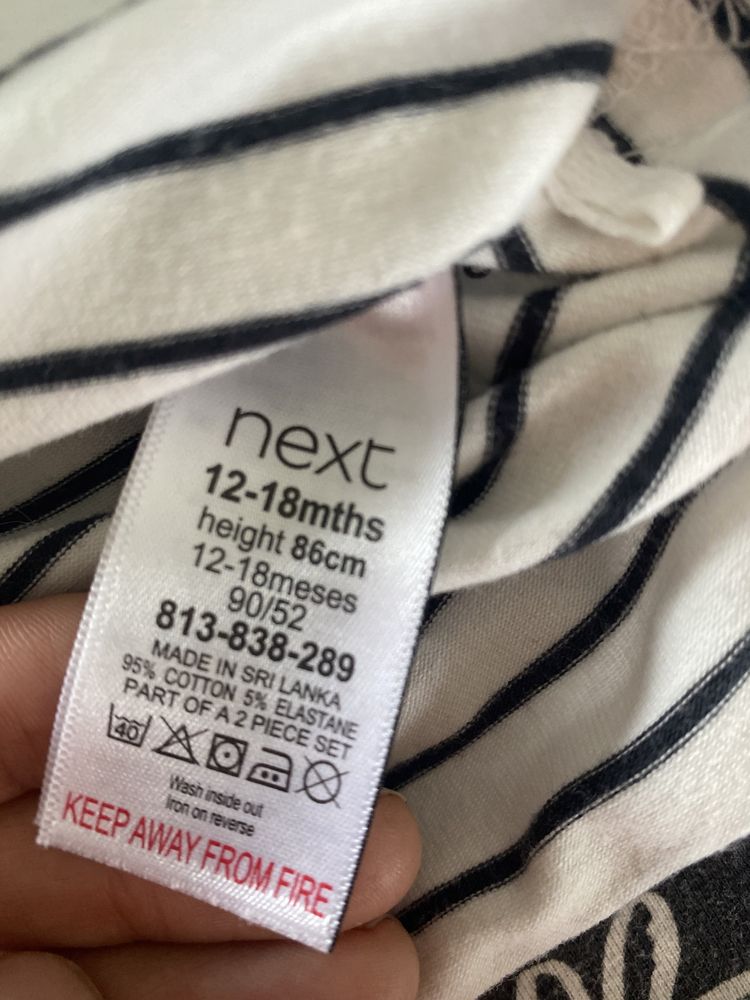 next
12-18mths
height 86cm
12-18meses
90/52
813-838-289
MADE IN SRI LANKA
95% COTTON 5% ELASTANE
PART OF A 2 PIECE SET
40
Wash inside out
Iron on reverse
KEEP AWAY FROM FIRE